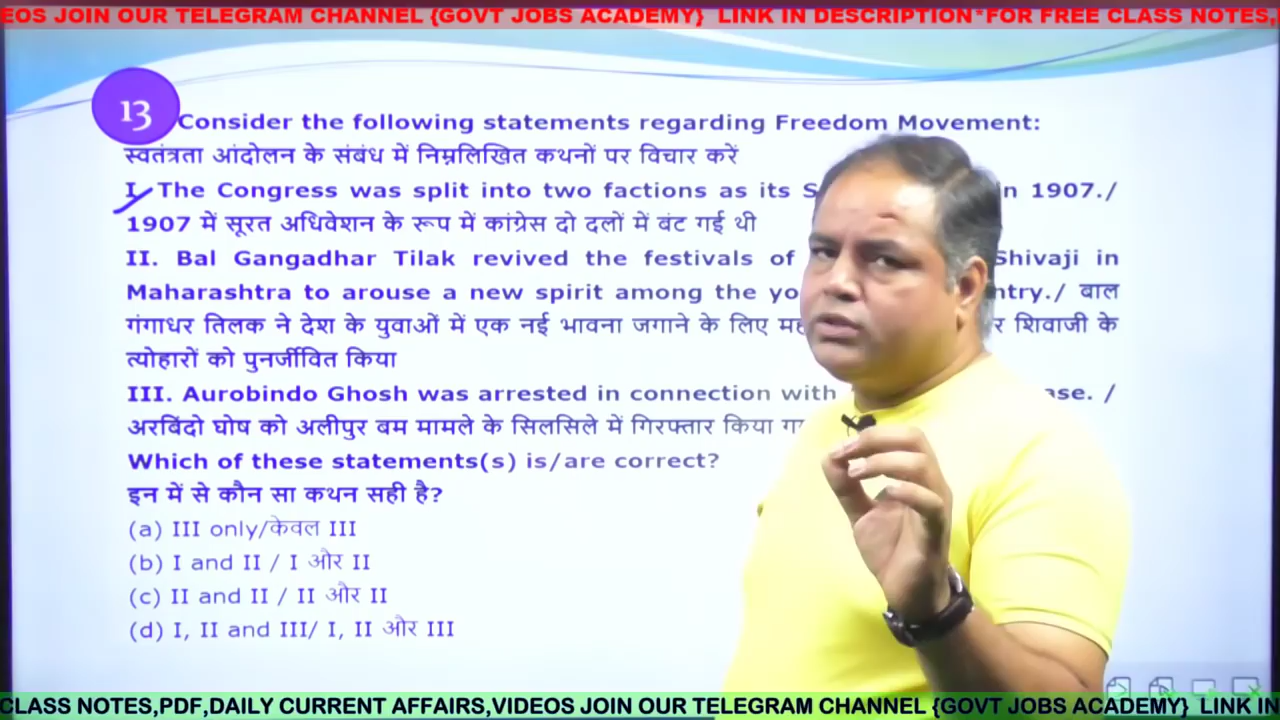 EOS JOIN OUR TELEGRAM CHANNEL {GOVT JOBS ACADEMY} LINK IN DESCRIPTION*FOR FREE CLASS NOTES,
13
Consider the following statements regarding Freedom Movement:
स्वतंत्रता आंदोलन के संबंध में निम्नलिखित कथनों पर विचार करें
I. The Congress was split into two factions as its S n 1907./
1907 में सूरत अधिवेशन के रूप में कांग्रेस दो दलों में बंट गई थी
II. Bal Gangadhar Tilak revived the festivals of Shivaji in
Maharashtra to arouse a new spirit among the yo ntry./ बाल
गंगाधर तिलक ने देश के युवाओं में एक नई भावना जगाने के लिए र शिवाजी के
त्योहारों को पुनर्जीवित किया
III. Aurobindo Ghosh was arrested in connection with ase. /
अरबिंदो घोष को अलीपुर बम मामले के सिलसिले में गिरफ्तार किया
Which of these statements(s) is/are correct?
इन में से कौन सा कथन सही है?
(a) III only/केवल III
(b) I and II / I और II
(c) II and II / II और II
(d) I, II and III/ I, II और III
CLASS NOTES,PDF,DAILY CURRENT AFFAIRS,VIDEOS JOIN OUR TELEGRAM CHANNEL {GOVT JOBS ACADEMY} LINK IN